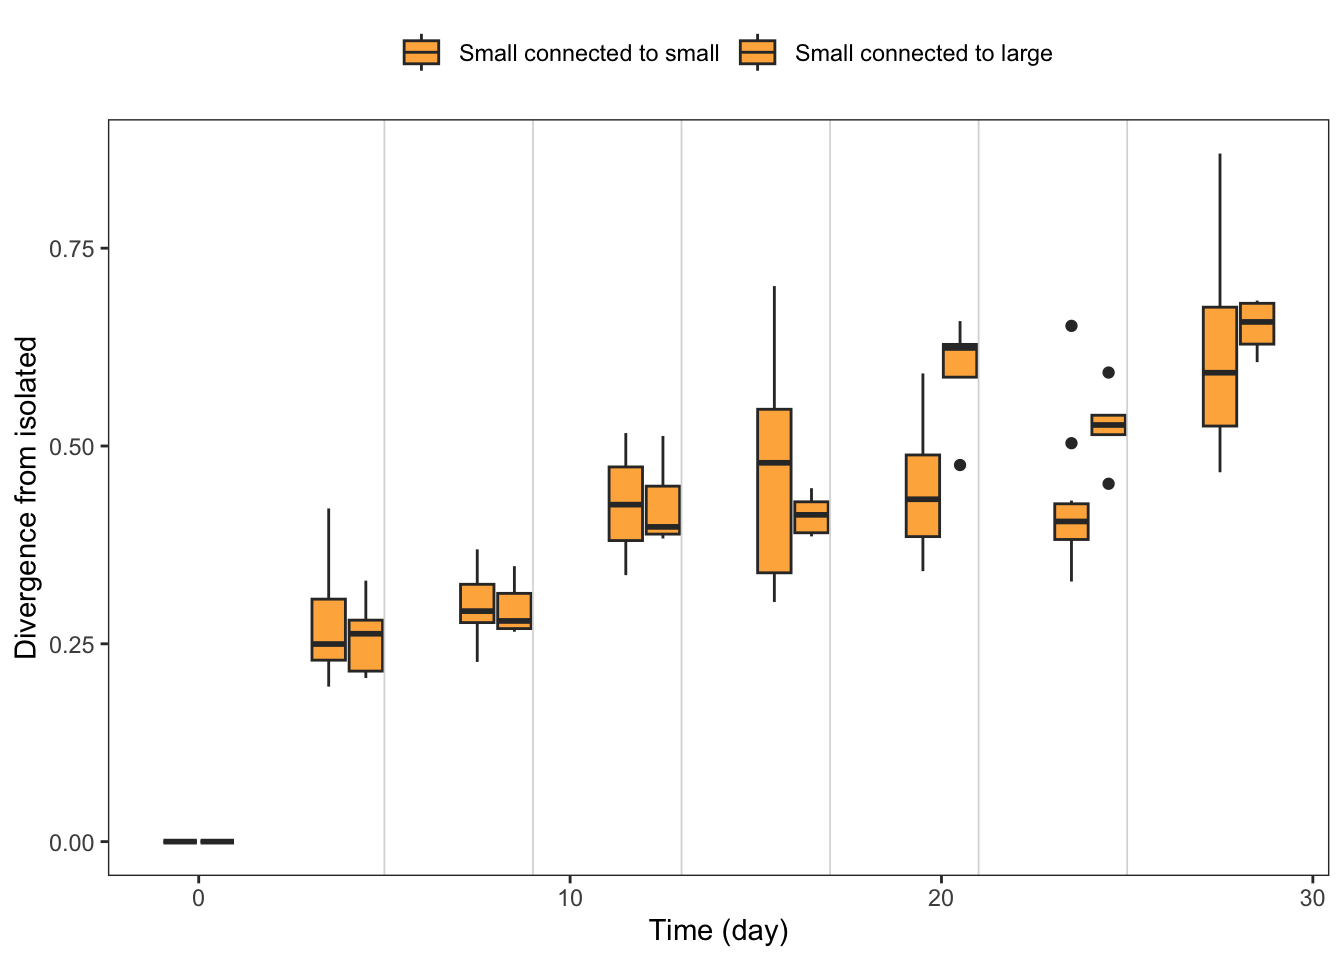 Small connected to small Small connected to large
Divergence from isolated
0.75
0.50
0.25
0.00
0 10 20 30
Time (day)